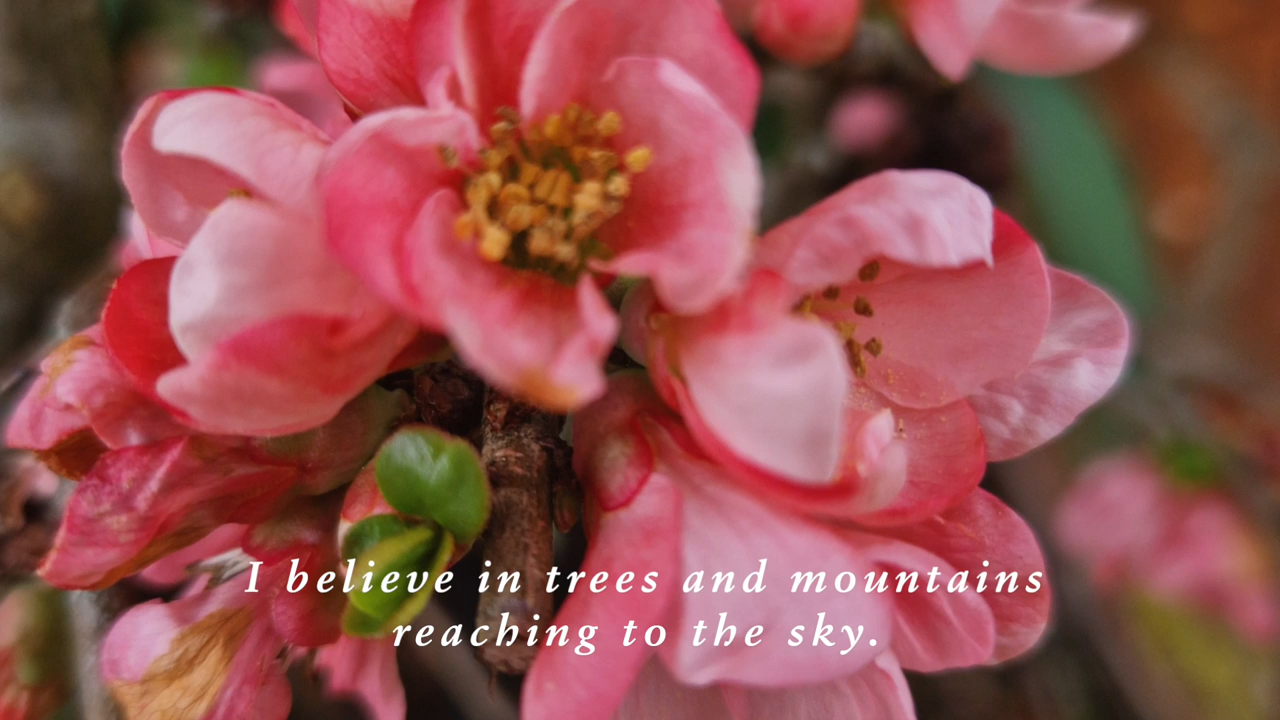 I believe in trees and mountains
reaching to the sky.